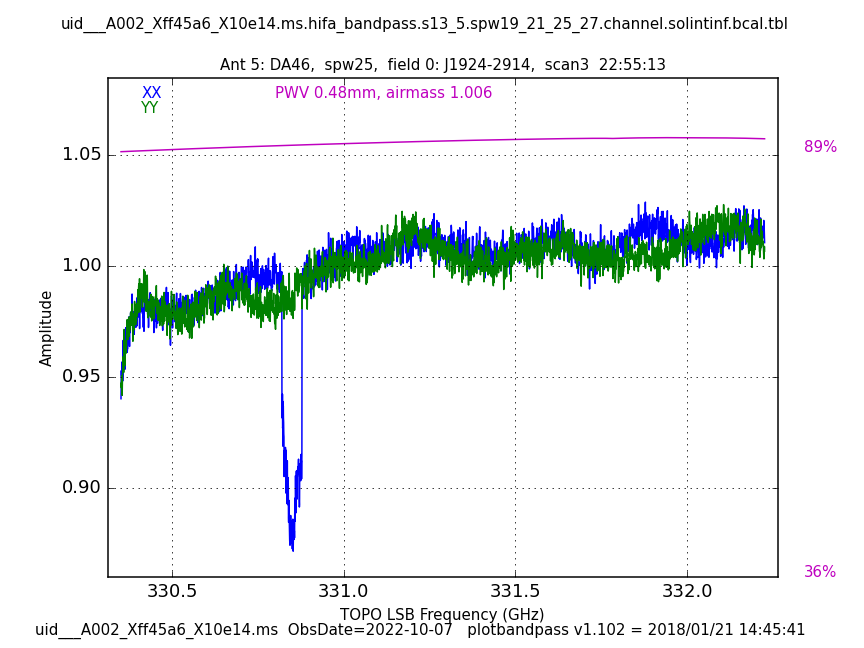 uid___A002_Xff45a6_X10e14.ms.hifa_bandpass.s13_5.spw19_21_25_27.channel.solintinf.bcal.tbl
Ant 5: DA46,  spw25,  field 0: J1924-2914,  scan3  22:55:13
XX
YY
PWV 0.48mm, airmass 1.006
1.05
1.00
0.95
0.90
Amplitude
89%
36%
330.5
331.0
331.5
332.0
TOPO LSB Frequency (GHz)
uid___A002_Xff45a6_X10e14.ms  ObsDate=2022-10-07   plotbandpass v1.102 = 2018/01/21 14:45:41